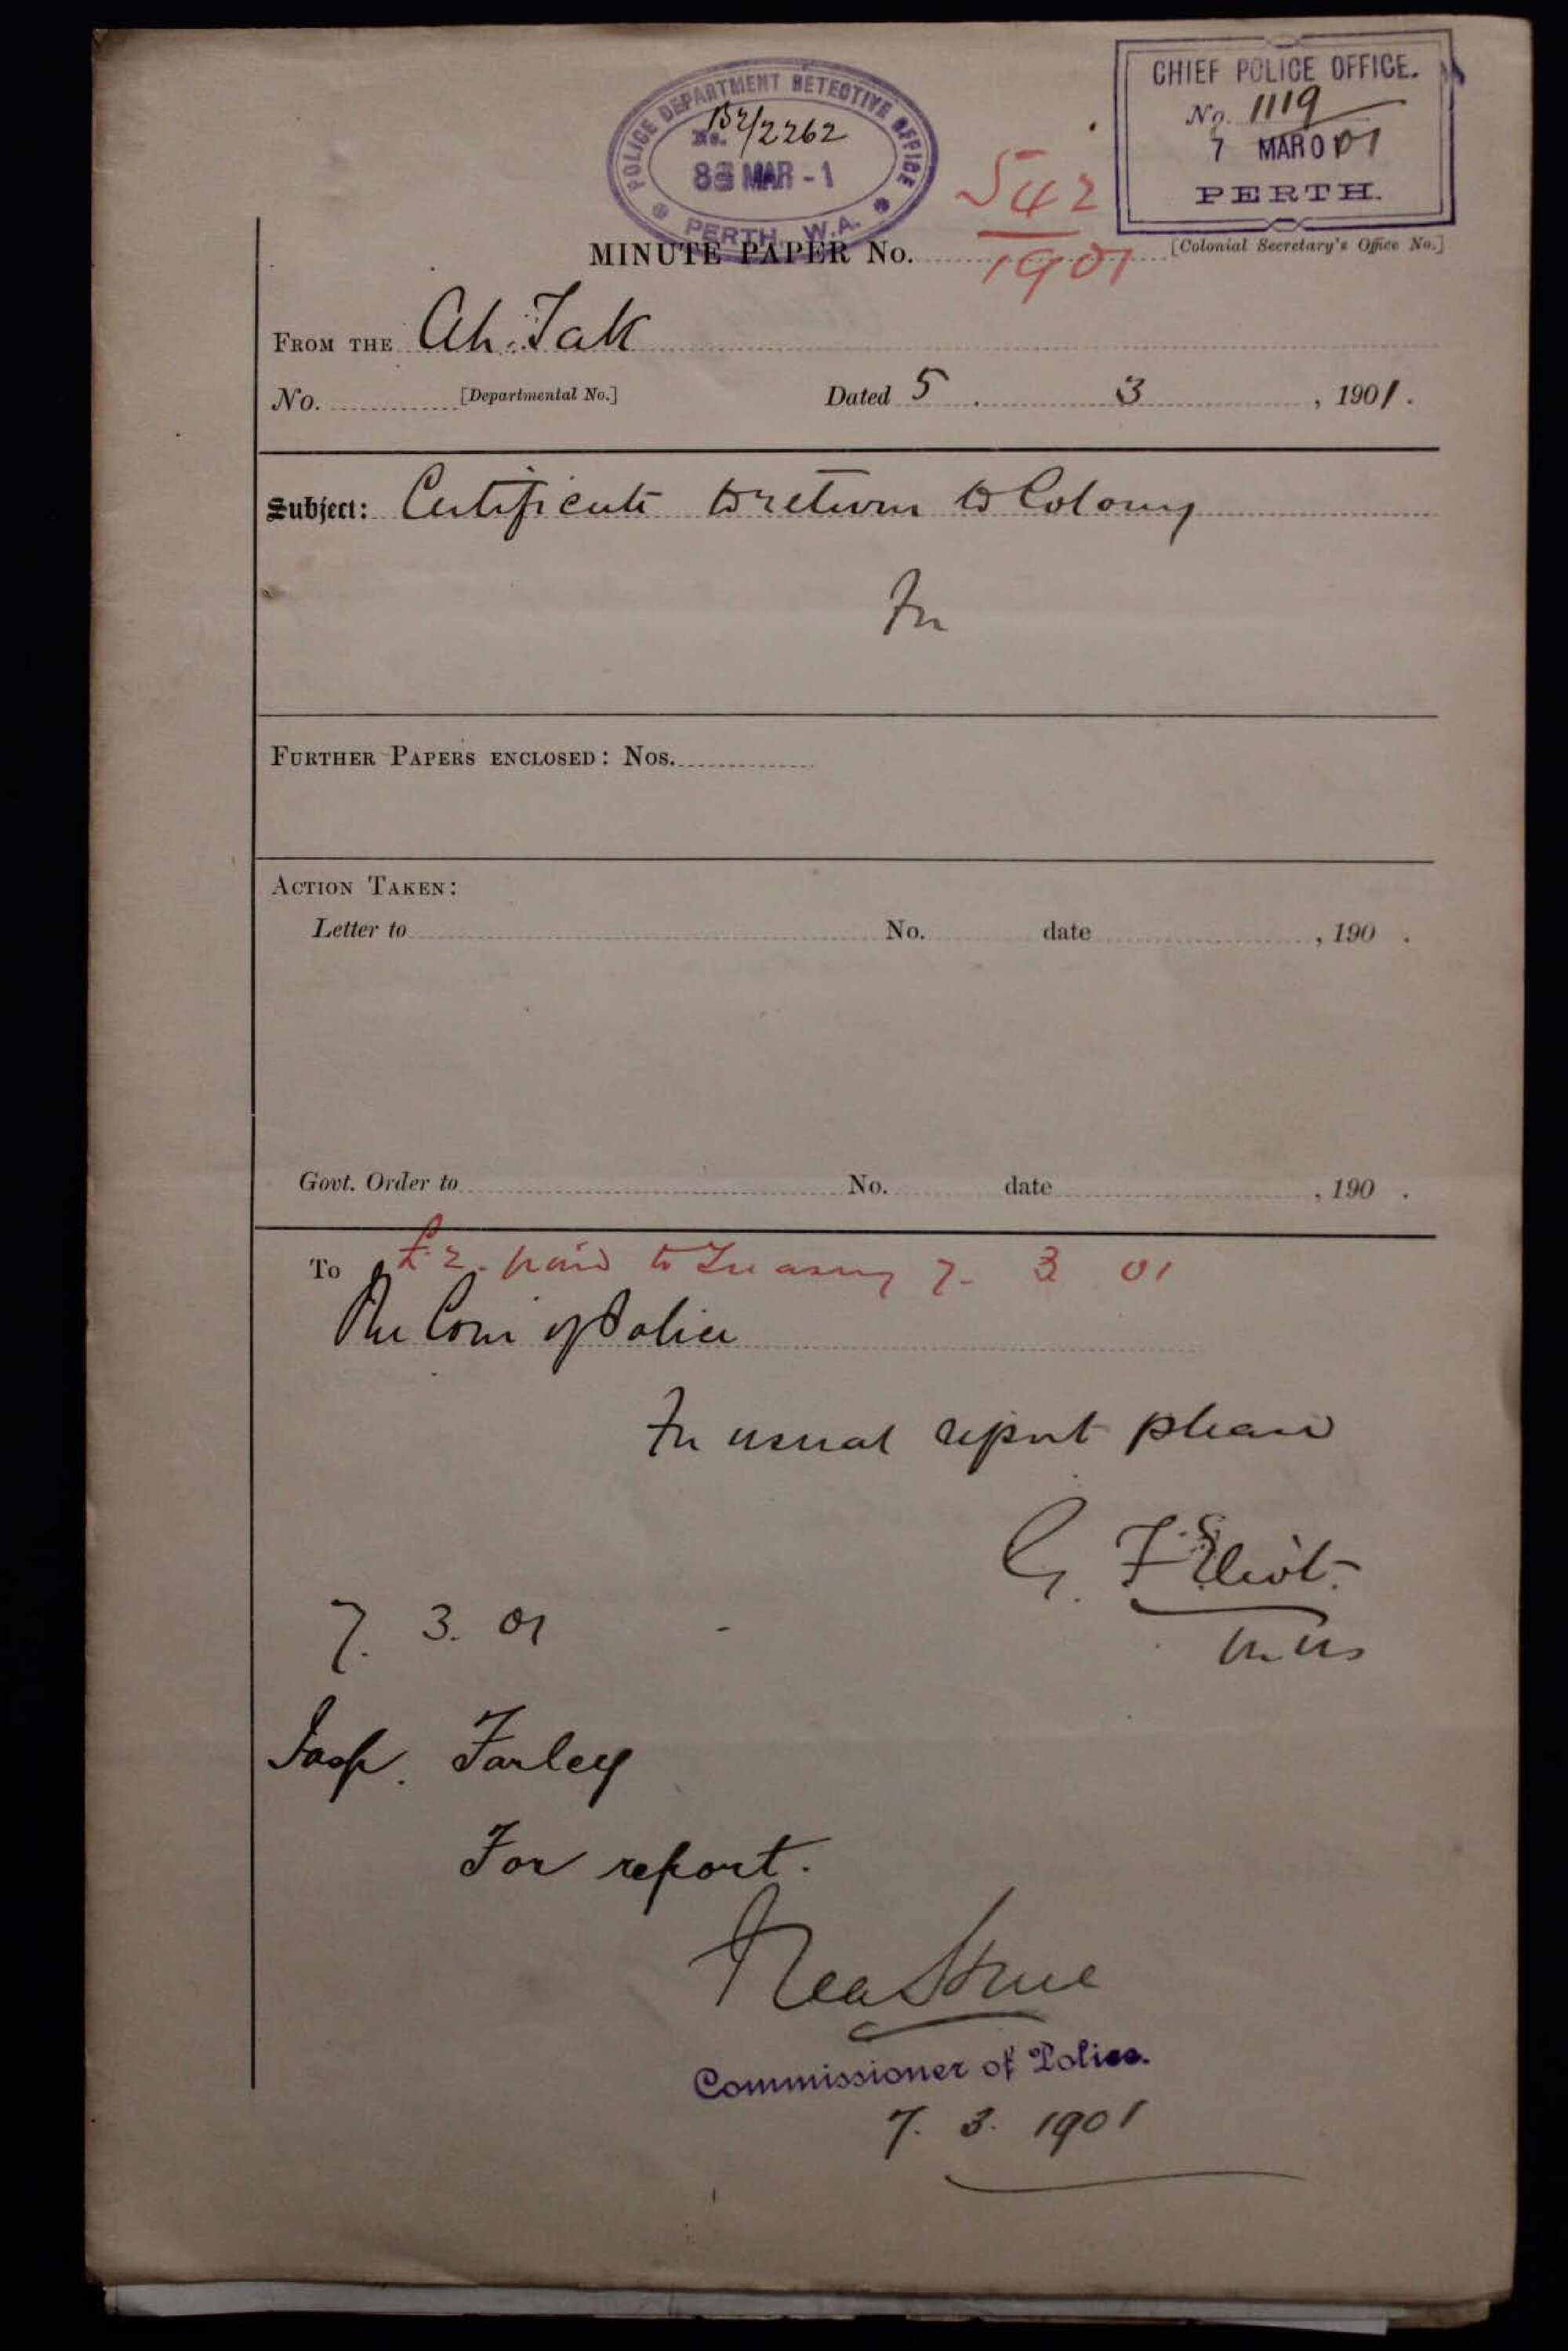 POLICE DEPARTMENT DETECTIVE OFFICE
No. 152/2262
MAR - 1
PERTH, W.A.
CHIEF POLICE OFFICE.
No. 1119
7 MAR 01
PERTH.
542
1901
MINUTE PAPER No. [Colonial Secretary's Office No.]
FROM THE Ah. Tak
No. [Departmental No.] Dated 5 . 3 , 1901.
Subject: Certificate to return to Colony
For
FURTHER PAPERS ENCLOSED: Nos.
ACTION TAKEN:
Letter to No. date , 190 .
Govt. Order to No. date , 190 .
To £2. paid to Treasury 7. 3 01
The Com of Police
For usual report please
G. F. Eliot.
7. 3. 01
Insp. Farley
For report.
Commissioner of Police.
7. 3. 1901